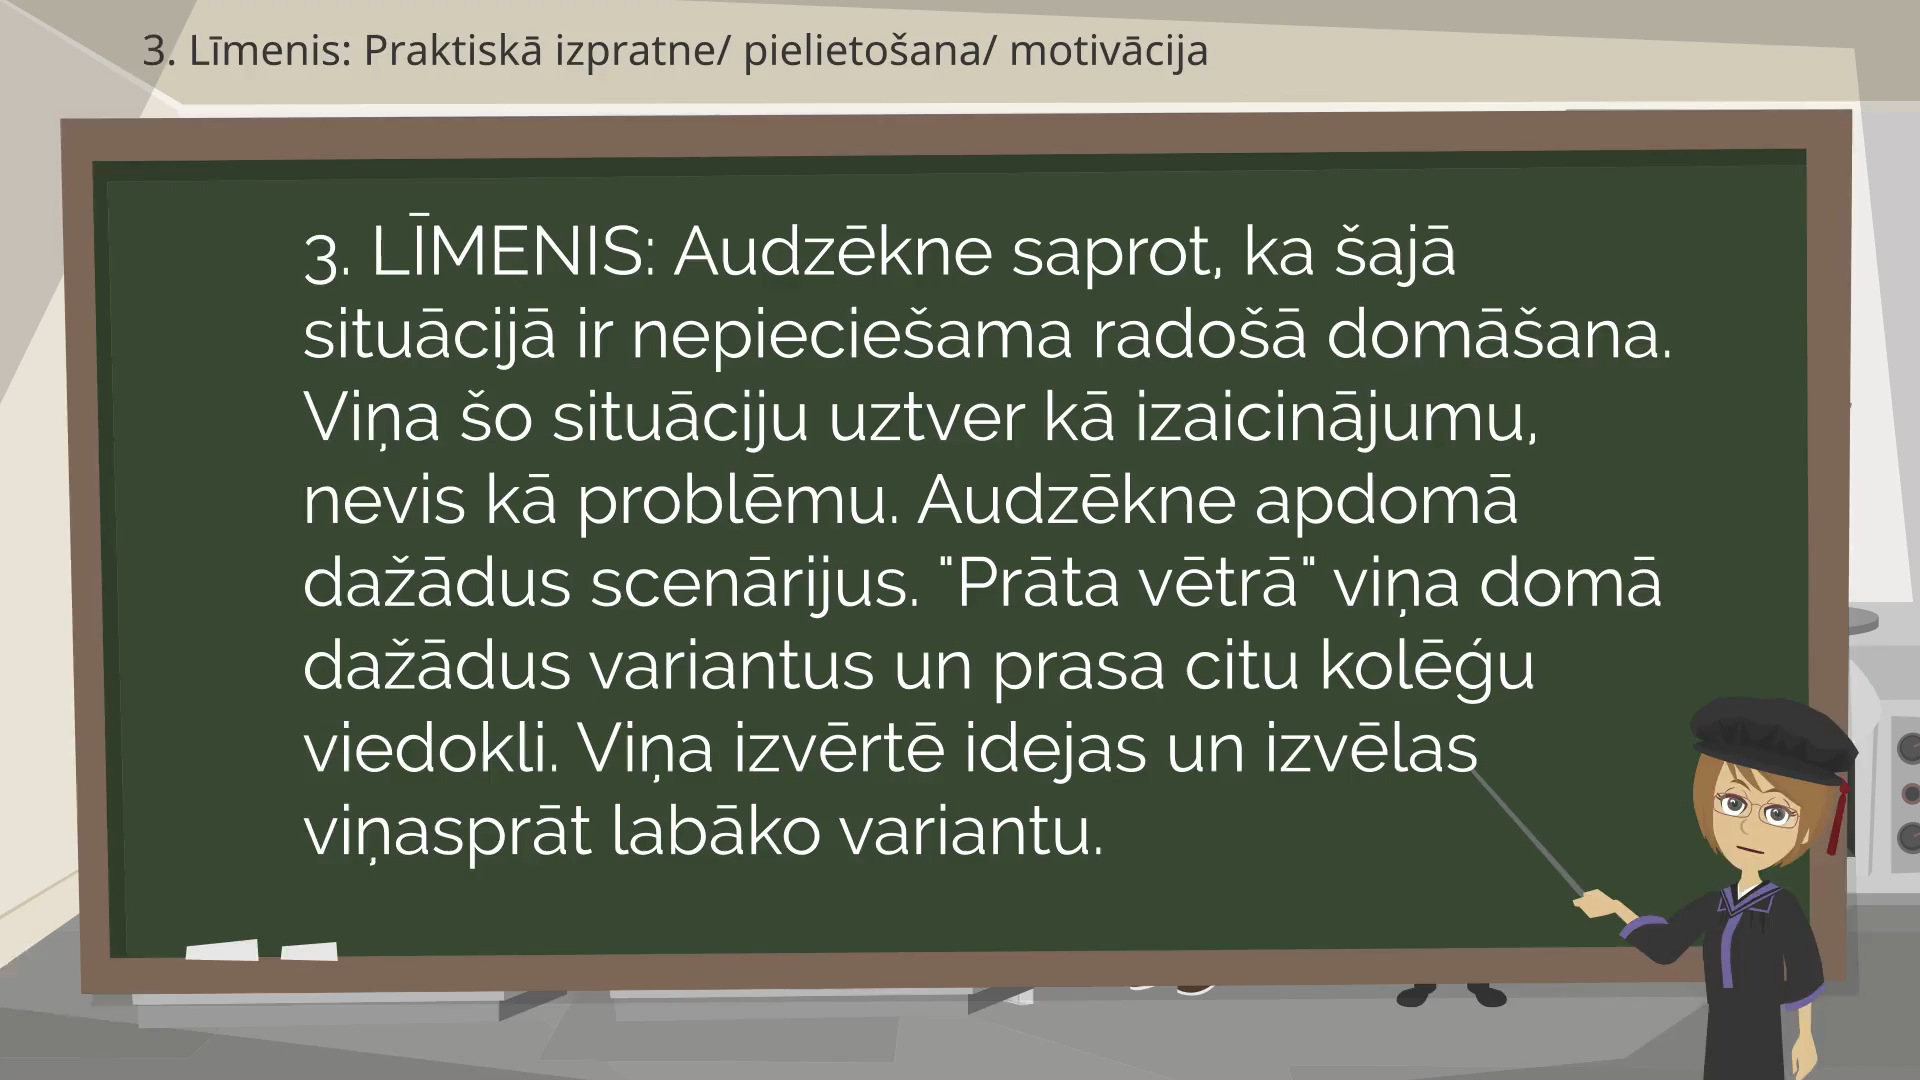 3. Līmenis: Praktiskā izpratne/ pielietošana/ motivācija
3. LĪMENIS: Audzēkne saprot, ka šajā
situācijā ir nepieciešama radošā domāšana.
Viņa šo situāciju uztver kā izaicinājumu,
nevis kā problēmu. Audzēkne apdomā
dažādus scenārijus. "Prāta vētrā" viņa domā
dažādus variantus un prasa citu kolēģu
viedokli. Viņa izvērtē idejas un izvēlas
viņasprāt labāko variantu.